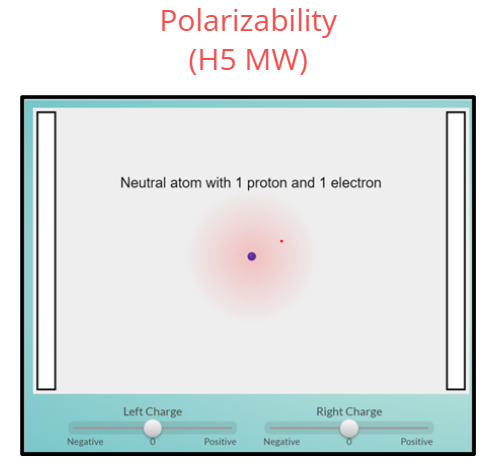 Polarizability
(H5 MW)
Neutral atom with 1 proton and 1 electron
Left Charge
Right Charge
Negative 0 Positive
Negative 0 Positive